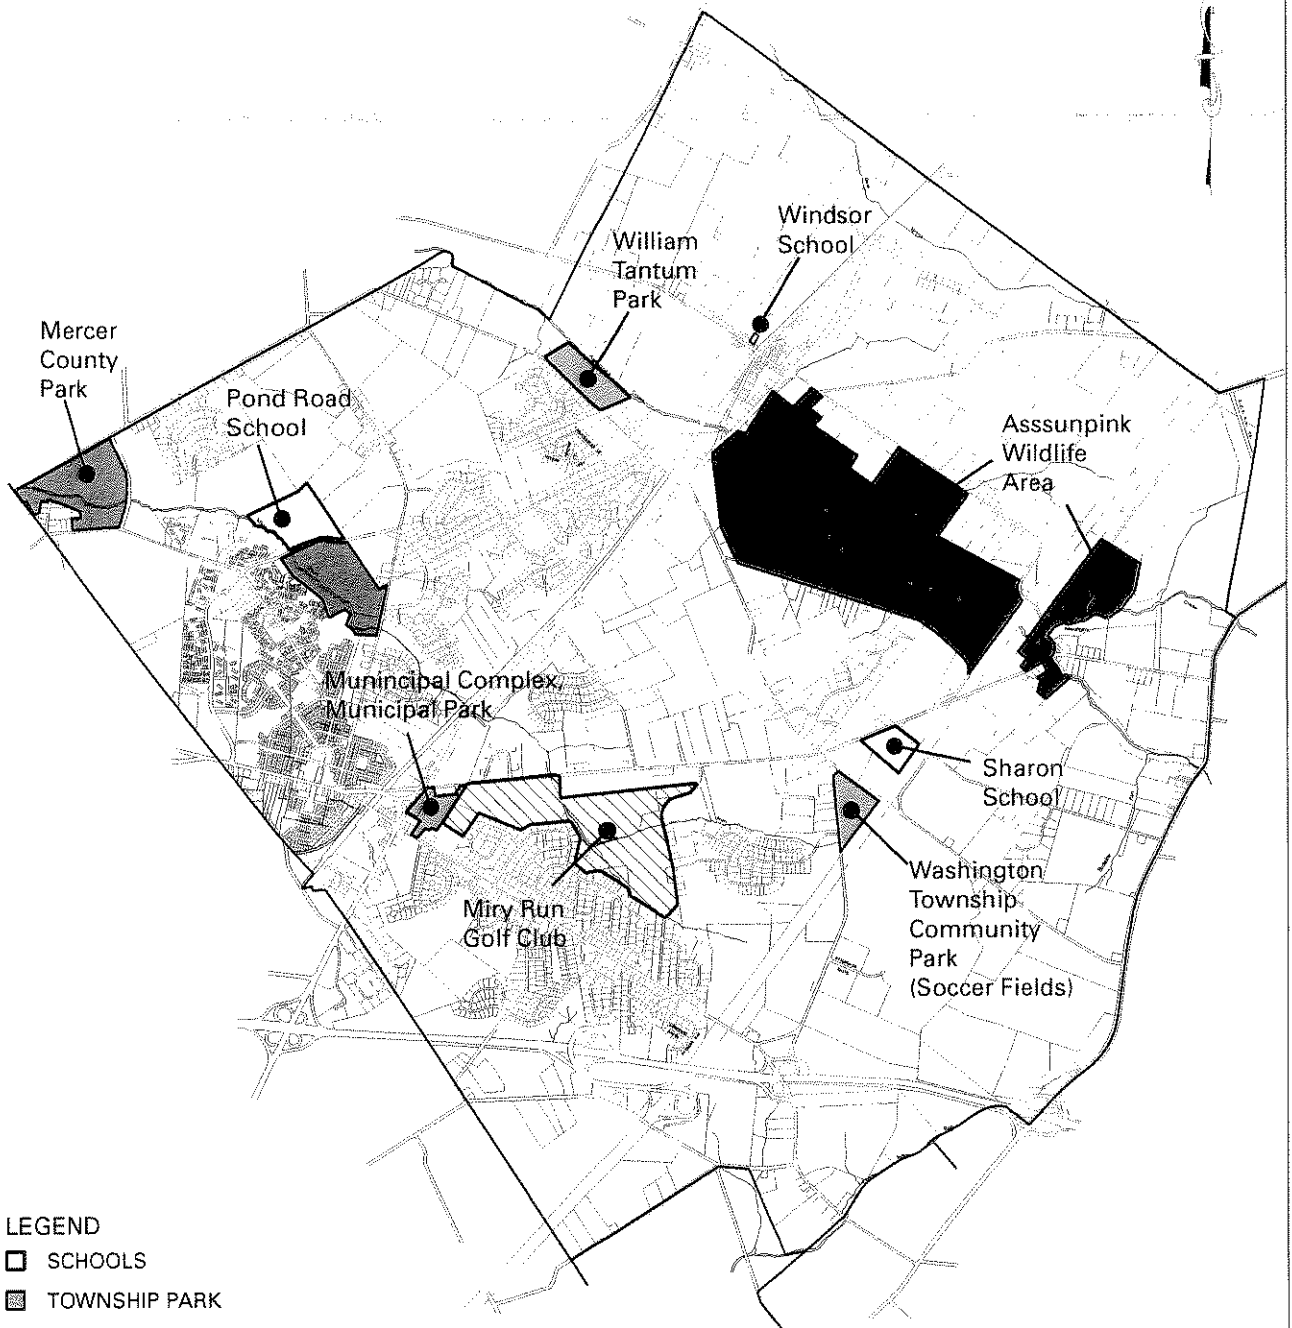 Windsor
School
William
Tantum
Park
Mercer
County
Park
Pond Road
School
Asssunpink
Wildlife
Area
Munincipal Complex,
Municipal Park
Sharon
School
Washington
Township
Community
Park
(Soccer Fields)
Miry Run
Golf Club
LEGEND
SCHOOLS
TOWNSHIP PARK